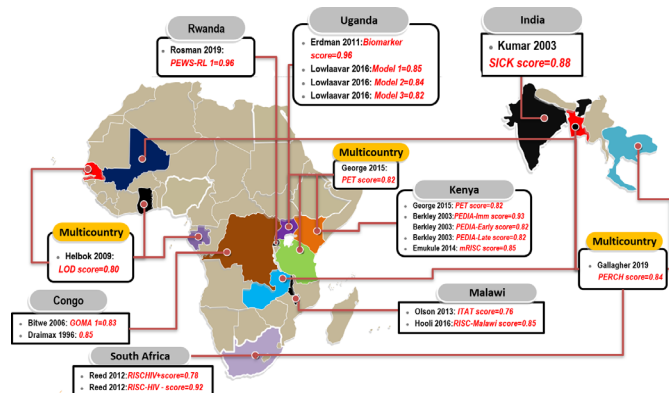 Rwanda
Rosman 2019:
PEWS-RL 1=0.96
Uganda
Erdman 2011:Biomarker
score=0.96
Lowlaavar 2016:Model 1=0.85
Lowlaavar 2016: Model 2=0.84
Lowlaavar 2016: Model 3=0.82
India
Kumar 2003
SICK score=0.88
Multicountry
George 2015:
PET score=0.82
Kenya
George 2015: PET score=0.82
Berkley 2003:PEDIA-Imm score=0.93
Berkley 2003:PEDIA-Early score=0.82
Berkley 2003:PEDIA-Late score=0.82
Emukule 2014: mRISC score=0.85
Multicountry
Helbok 2009:
LOD score=0.80
Multicountry
Gallagher 2019
PERCH score=0.84
Congo
Bitwe 2006: GOMA 1=0.83
Draimax 1996: 0.85
Malawi
Olson 2013: ITAT score=0.76
Hooli 2016:RISC-Malawi score=0.85
South Africa
Reed 2012:RISCHIV+score=0.78
Reed 2012:RISC-HIV - score=0.92